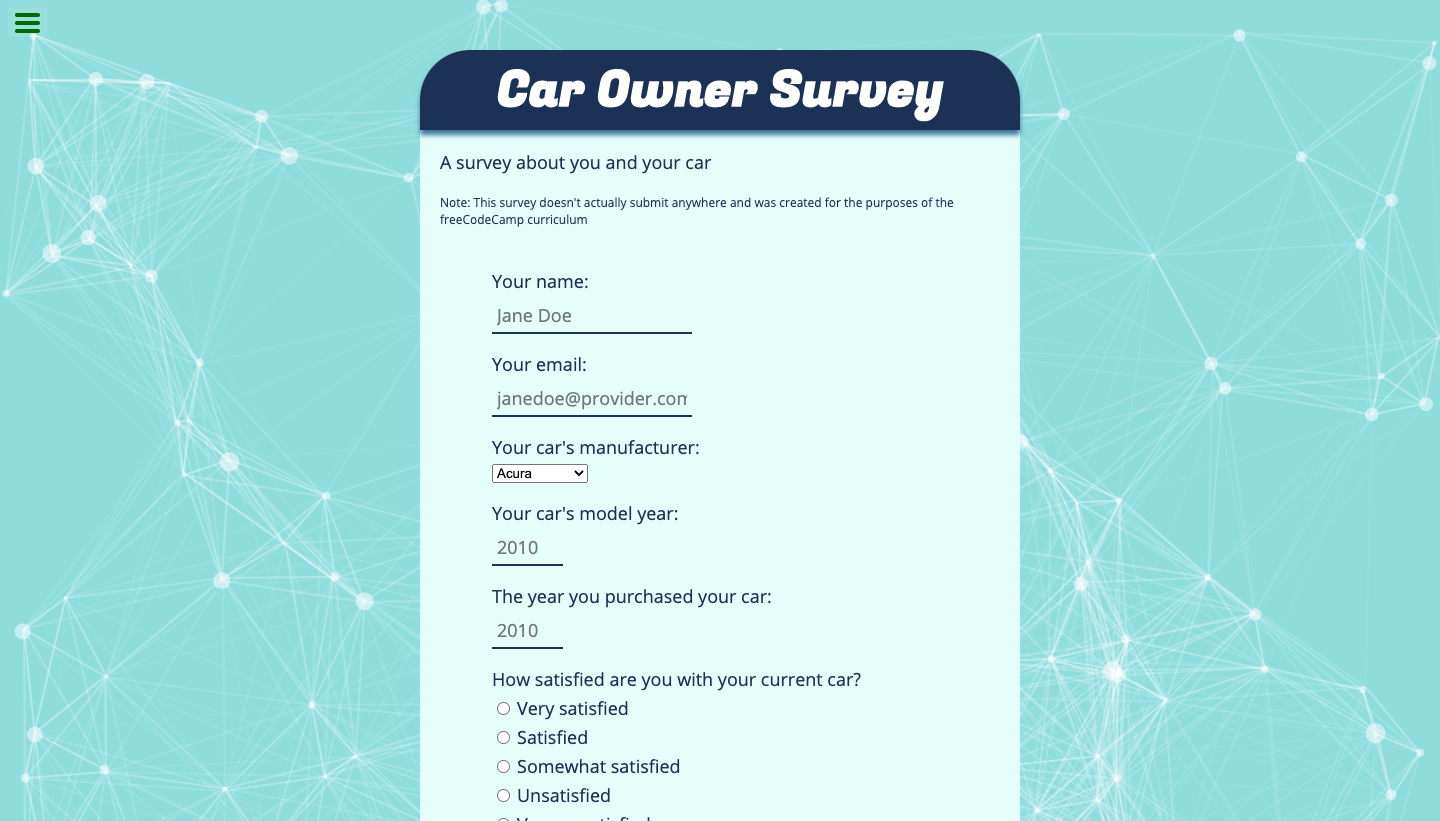 Car Owner Survey
A survey about you and your car
Note: This survey doesn't actually submit anywhere and was created for the purposes of the
freeCodeCamp curriculum
Your name:
Jane Doe
Your email:
janedoe@provider.com
Your car's manufacturer:
Acura
Your car's model year:
2010
The year you purchased your car:
2010
How satisfied are you with your current car?
Very satisfied
Satisfied
Somewhat satisfied
Unsatisfied